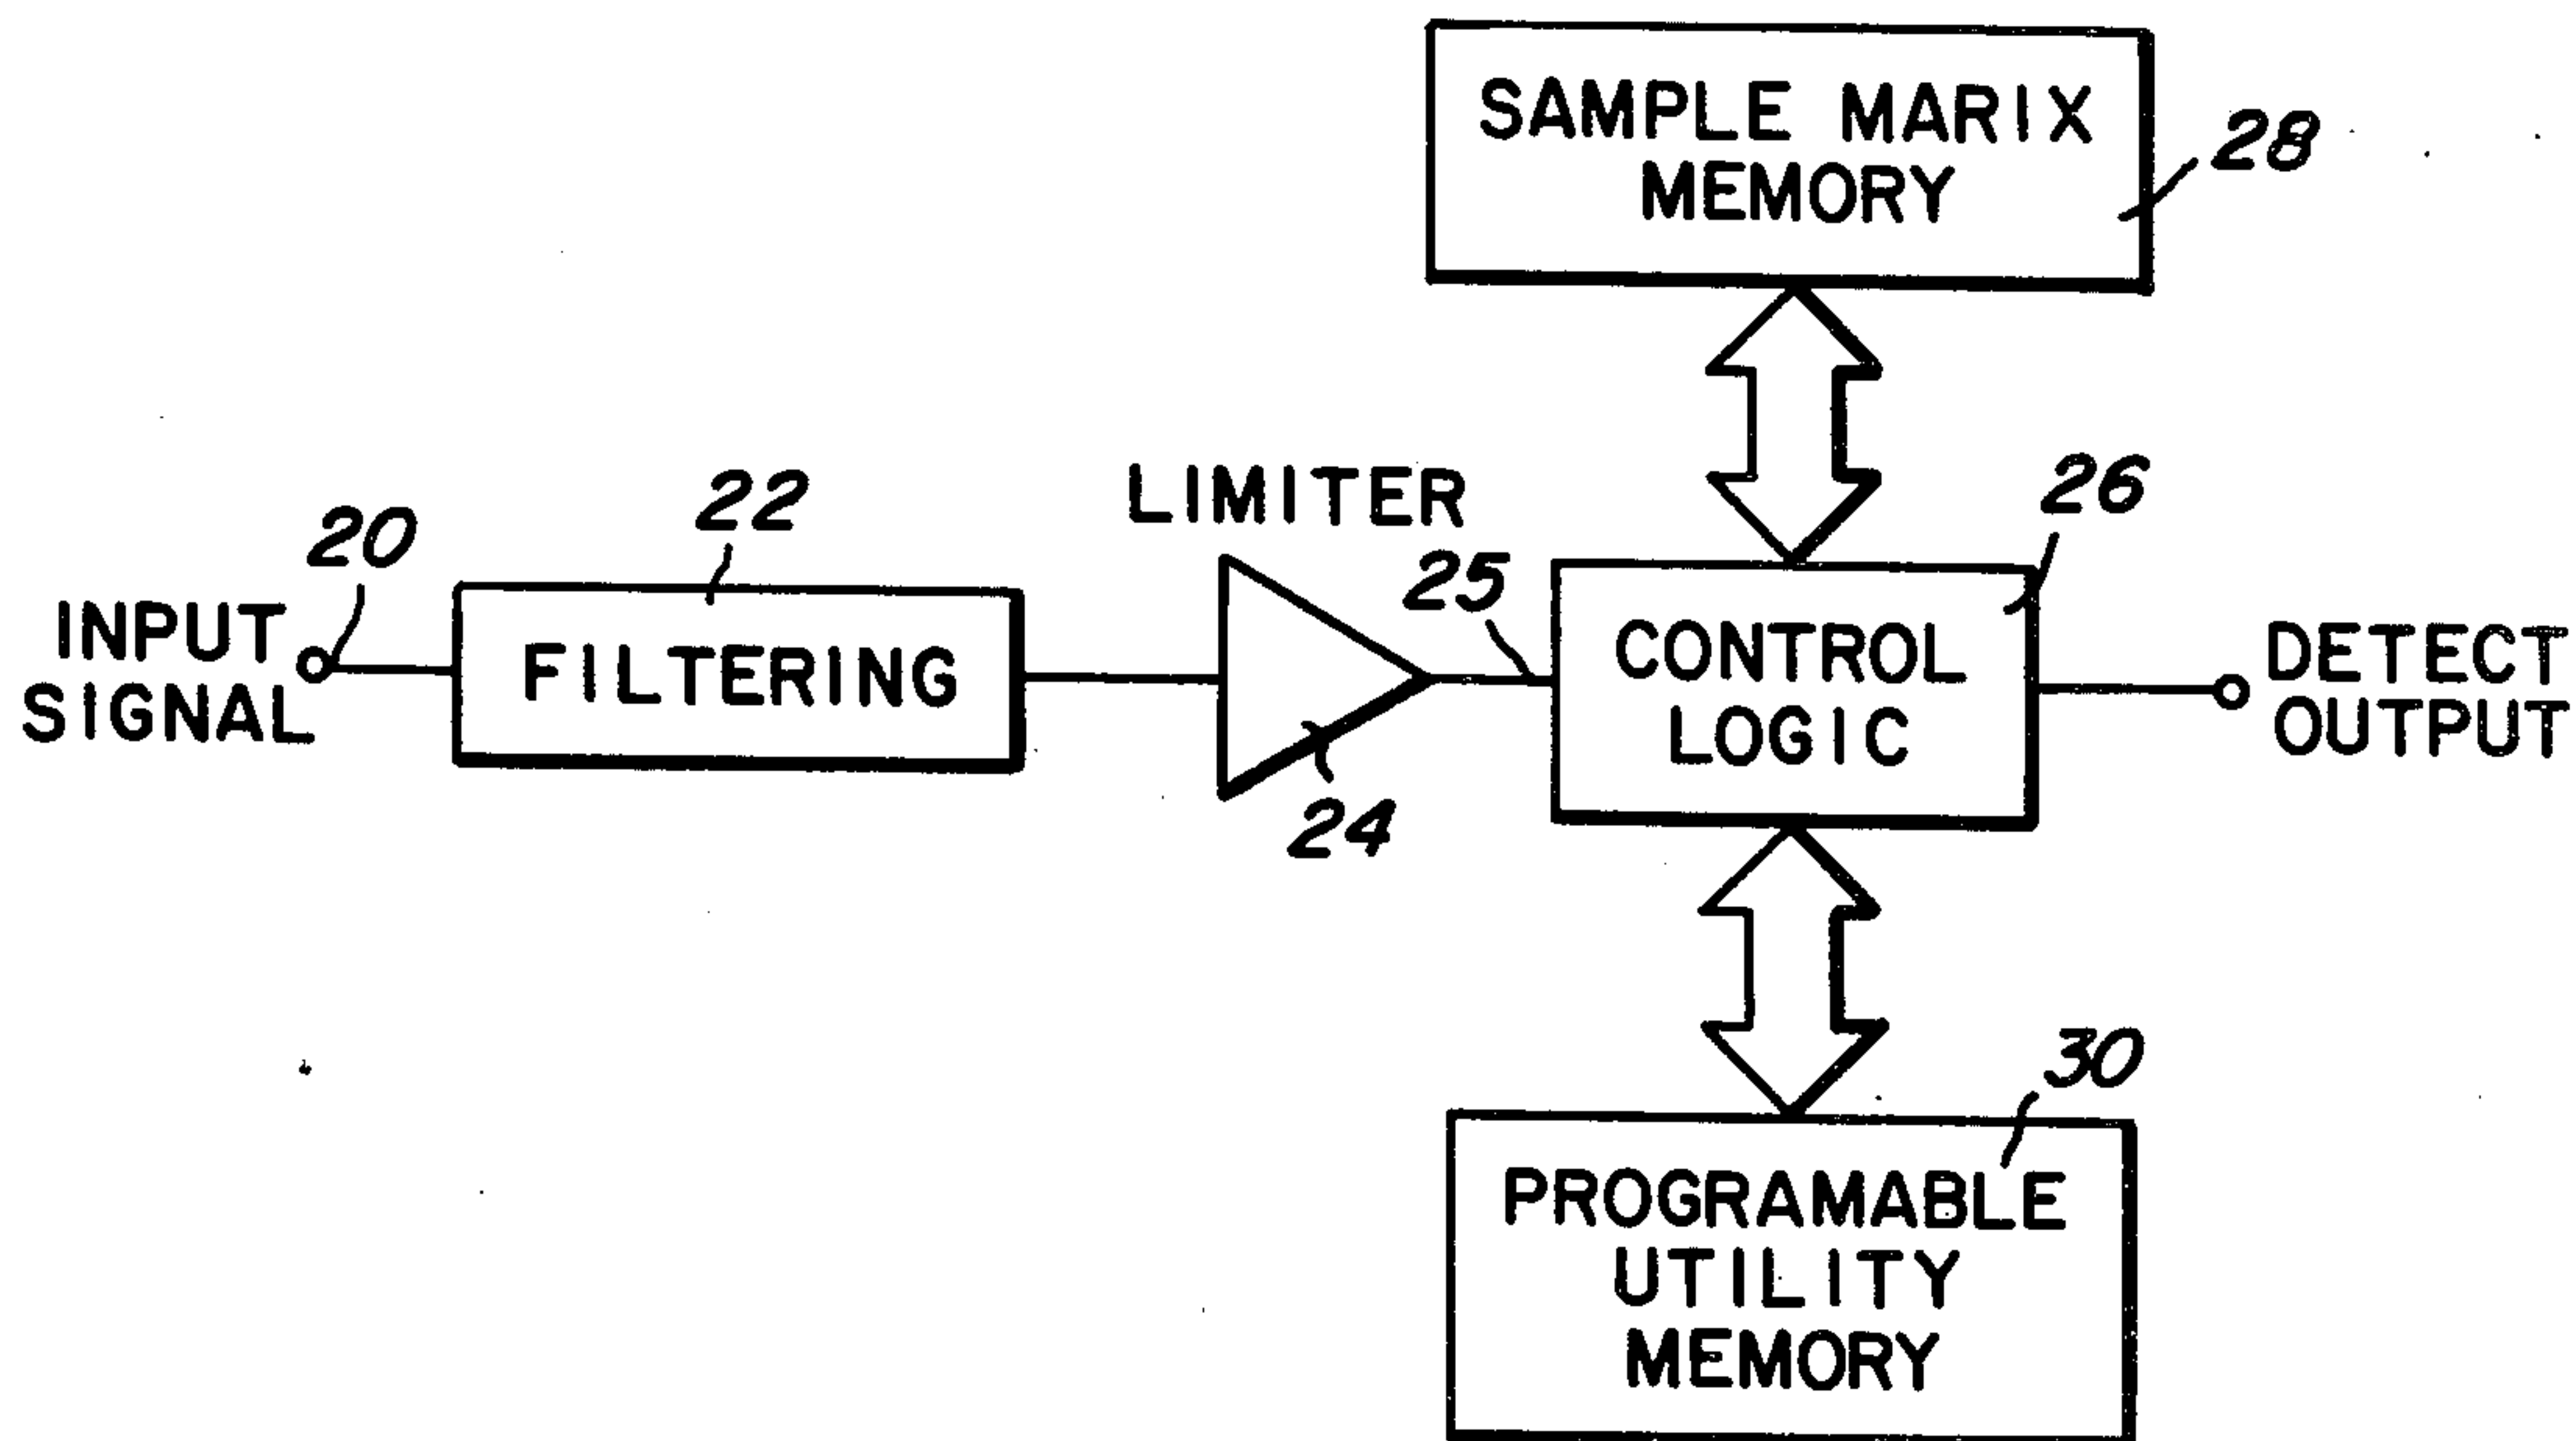 SAMPLE MARIX
MEMORY
28
LIMITER
26
22
20
25
INPUT
SIGNAL
FILTERING
CONTROL
LOGIC
DETECT
OUTPUT
24
30
PROGRAMABLE
UTILITY
MEMORY